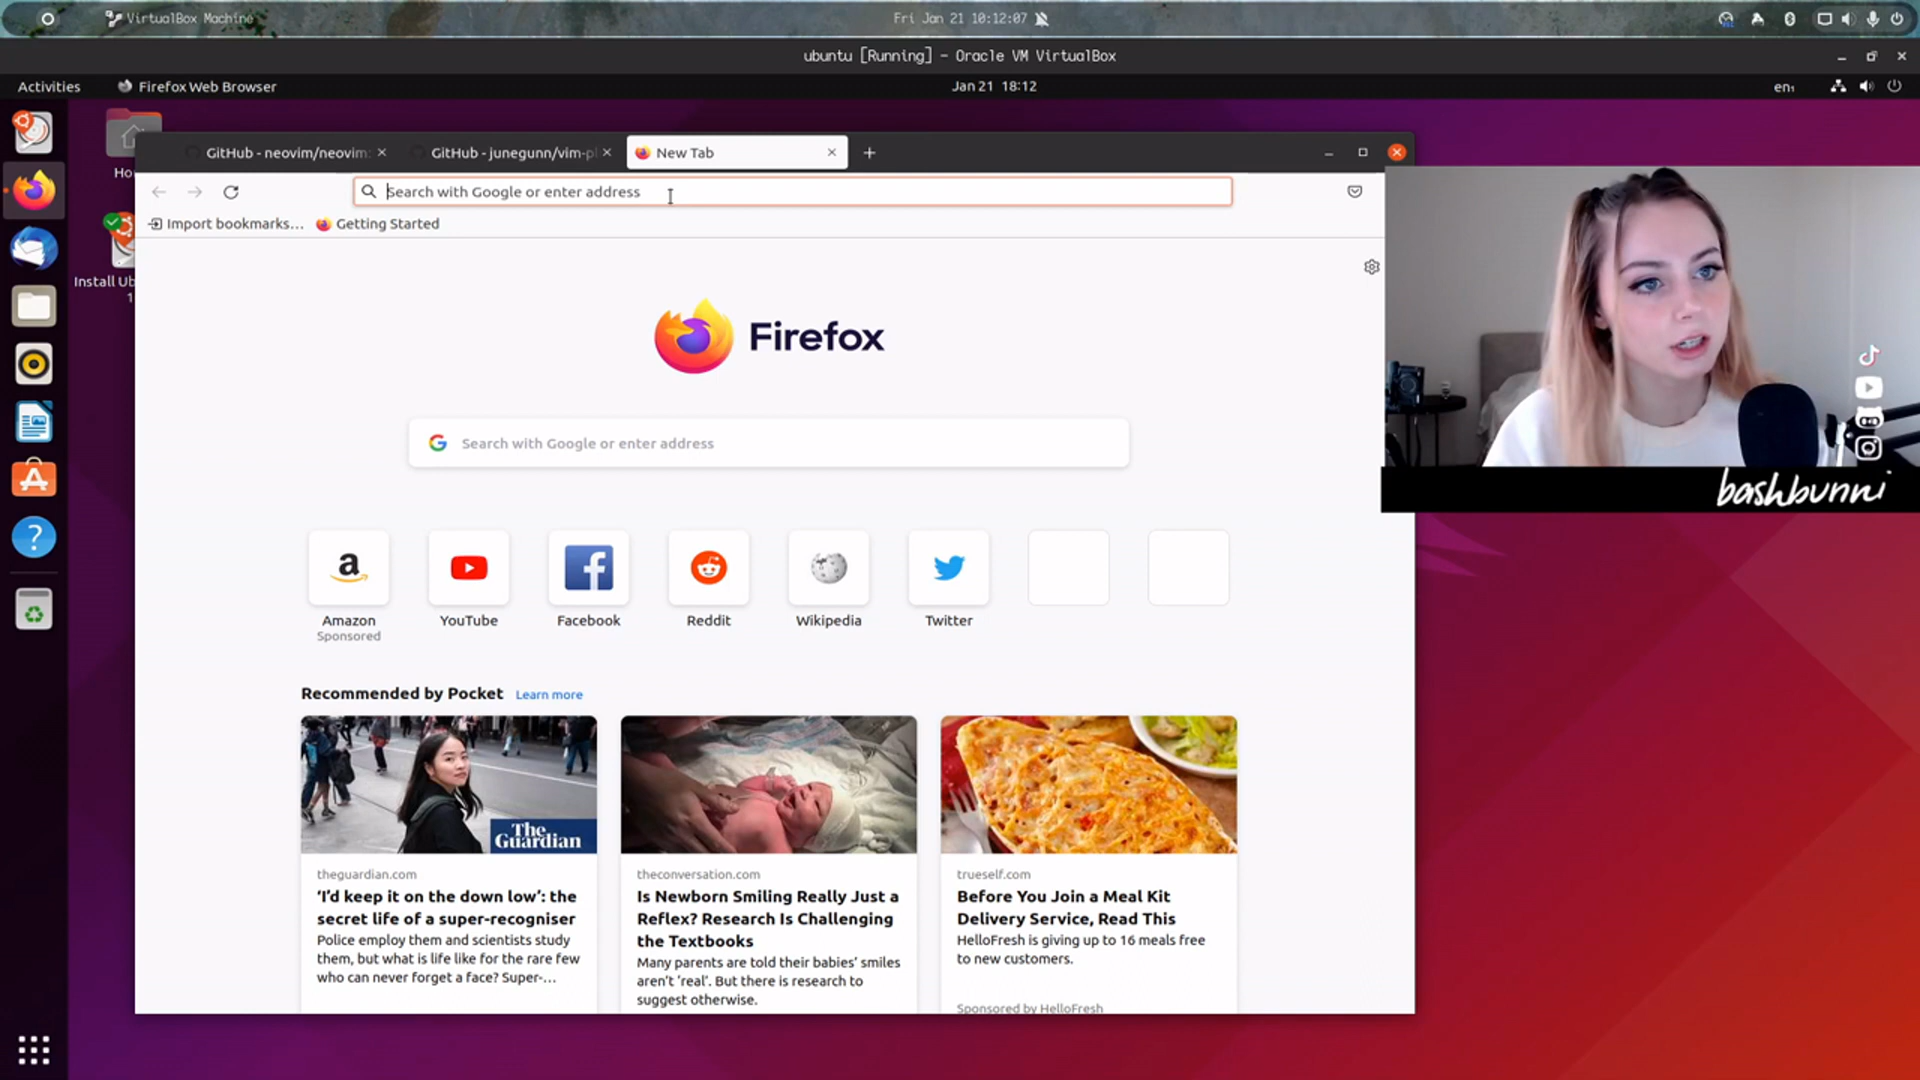 VirtualBox Machine
Fri Jan 21 10:12:07
ubuntu [Running] - Oracle VM VirtualBox
Activities
Firefox Web Browser
Jan 21 18:12
en₁
GitHub - neovim/neovim:
GitHub - junegunn/vim-pl
New Tab
Search with Google or enter address
Import bookmarks...
Getting Started
Ho
Install Ub
1
Firefox
Search with Google or enter address
bashbunni
a
Amazon
Sponsored
YouTube
Facebook
Reddit
Wikipedia
Twitter
Recommended by Pocket
Learn more
The Guardian
theguardian.com
‘I’d keep it on the down low’: the
secret life of a super-recogniser
Police employ them and scientists study
them, but what is life like for the rare few
who can never forget a face? Super-...
theconversation.com
Is Newborn Smiling Really Just a
Reflex? Research Is Challenging
the Textbooks
Many parents are told their babies’ smiles
aren’t ‘real’. But there is research to
suggest otherwise.
trueself.com
Before You Join a Meal Kit
Delivery Service, Read This
HelloFresh is giving up to 16 meals free
to new customers.
Sponsored by HelloFresh